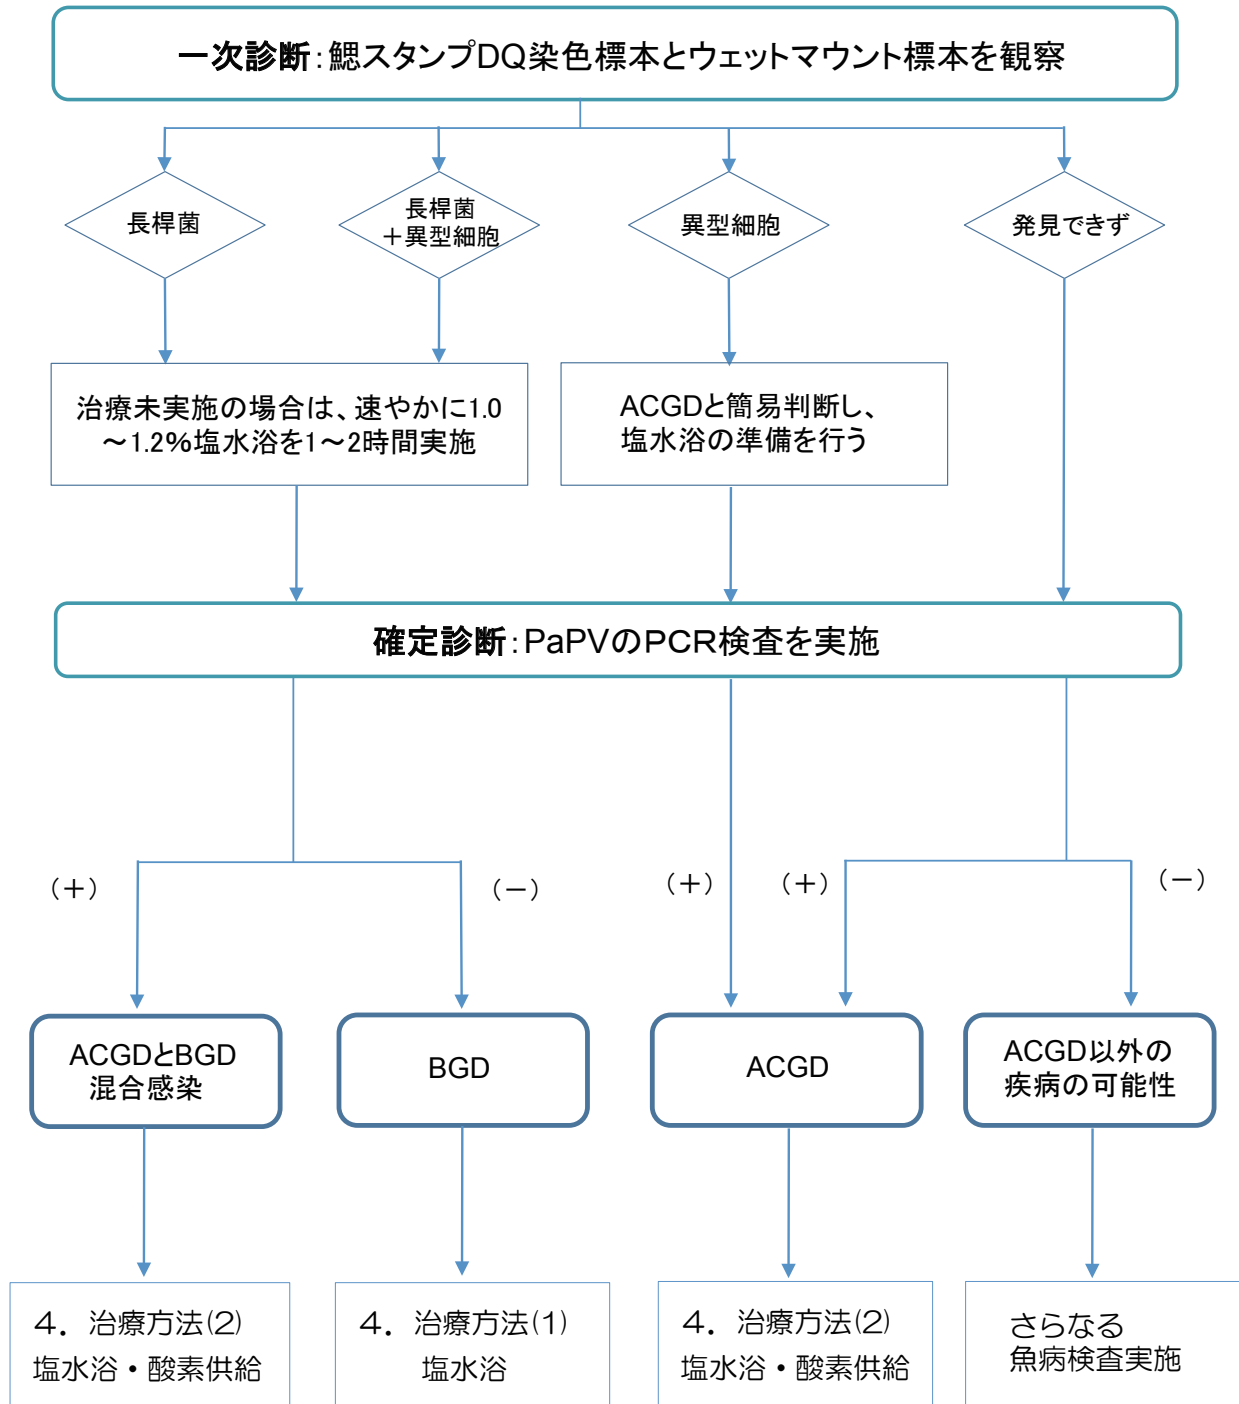 一次診断：鰓スタンプDQ染色標本とウェットマウント標本を観察
長桿菌
長桿菌
＋異型細胞
異型細胞
発見できず
治療未実施の場合は、速やかに1.0
～1.2％塩水浴を1～2時間実施
ACGDと簡易判断し、
塩水浴の準備を行う
確定診断：PaPVのPCR検査を実施
（＋）
（－）
（＋）
（＋）
（－）
ACGDとBGD
混合感染
BGD
ACGD
ACGD以外の
疾病の可能性
４．治療方法(2)
塩水浴・酸素供給
４．治療方法(1)
塩水浴
４．治療方法(2)
塩水浴・酸素供給
さらなる
魚病検査実施